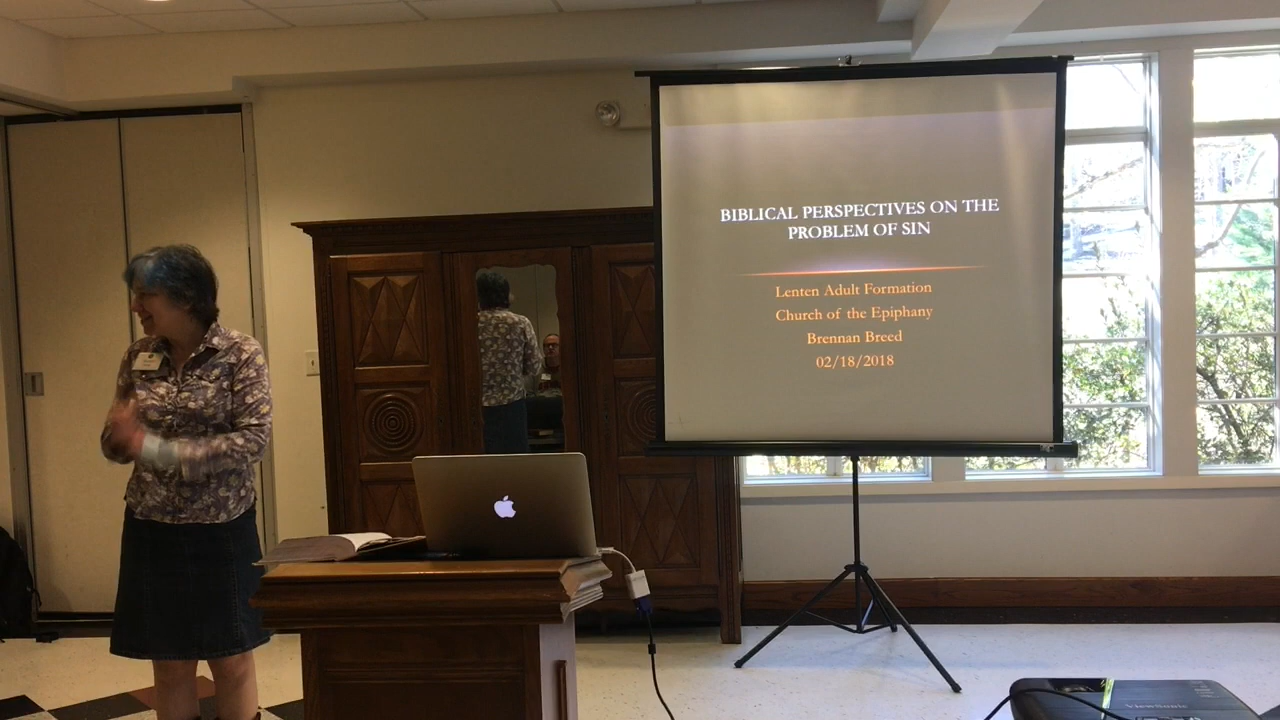 BIBLICAL PERSPECTIVES ON THE
PROBLEM OF SIN
Lenten Adult Formation
Church of the Epiphany
Brennan Breed
02/18/2018
ViewSonic